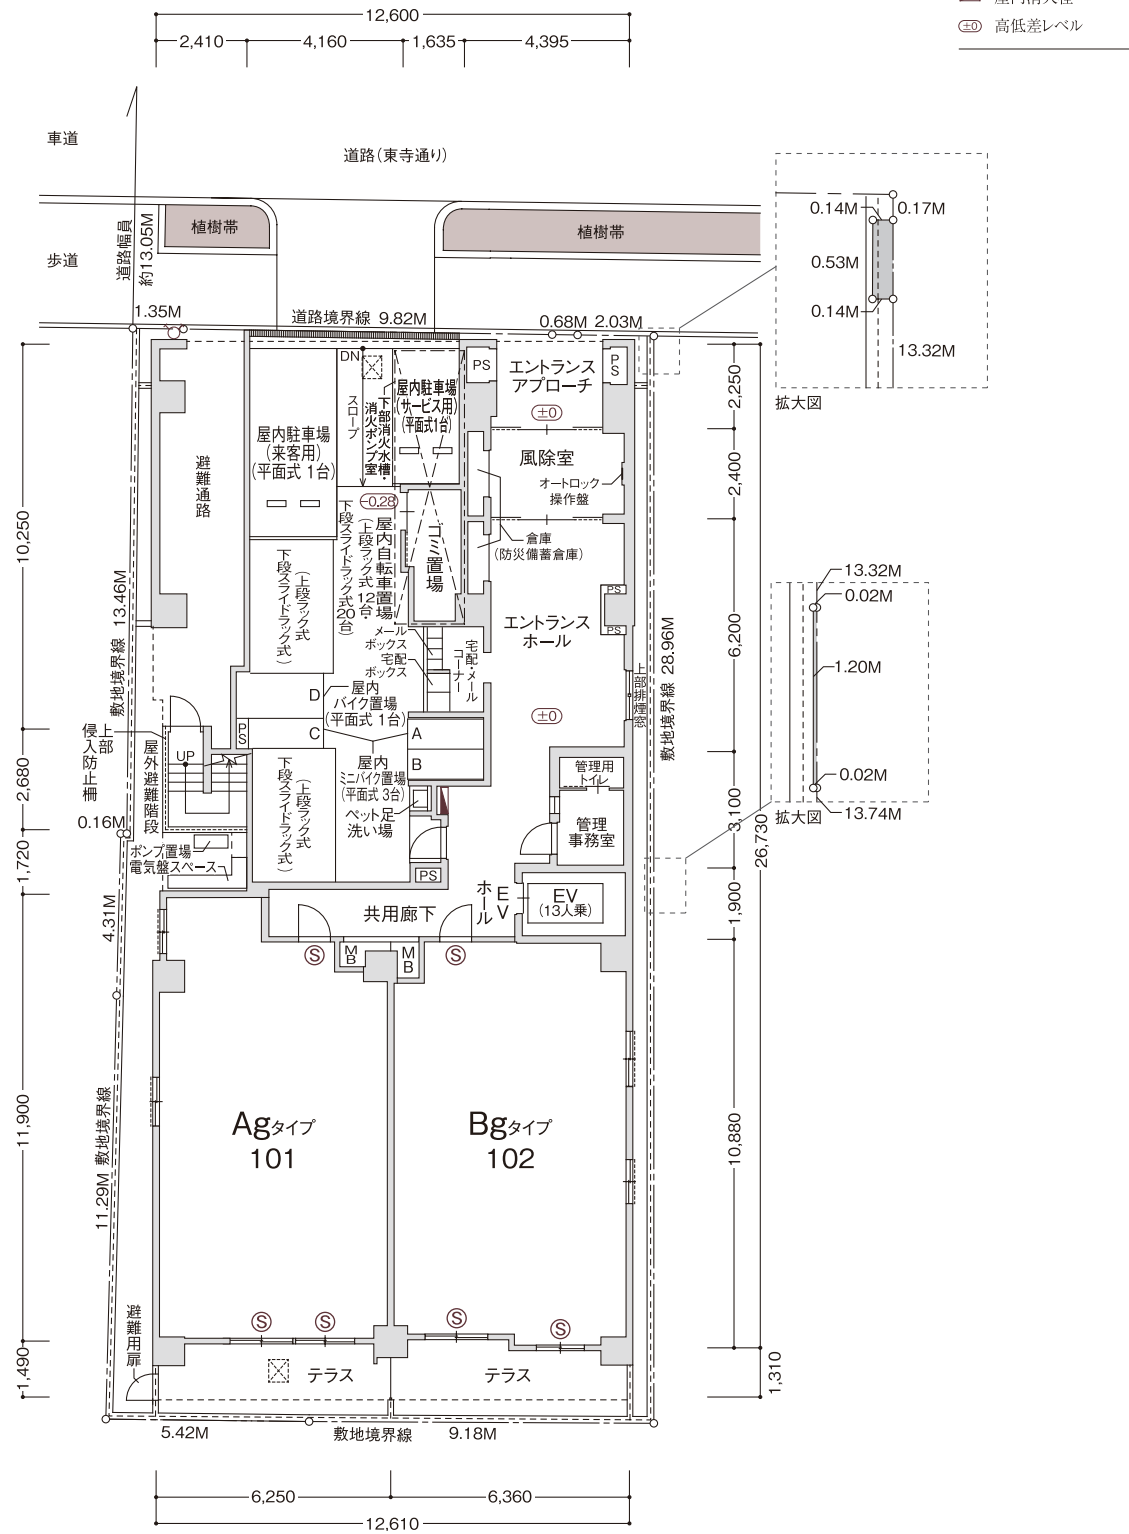 12,600
2,410
4,160
1,635
4,395
±0 高低差レベル
車道
道路(東寺通り)
道路幅員
約13.05M
植樹帯
植樹帯
歩道
1.35M
道路境界線 9.82M
0.68M 2.03M
0.14M
0.17M
0.53M
0.14M
13.32M
拡大図
DN
スロープ
下部消火水槽・
消火ポンプ室
屋内駐車場
(サービス用)
(平面式1台)
PS
エントランス
アプローチ
PS
±0
屋内駐車場
(来客用)
(平面式 1台)
避難通路
風除室
オートロック
操作盤
-0.28
屋内自転車置場
(上段ラック式 12台・
下段スライドラック式20台)
ゴミ置場
倉庫
(防災備蓄倉庫)
(上段ラック式
下段スライドラック式)
PS
PS
エントランス
ホール
メール
ボックス
宅配
ボックス
宅配・メール
コーナー
上部排煙窓
敷地境界線 28.96M
敷地境界線 13.46M
D
屋内
バイク置場
(平面式 1台)
±0
C
A
B
PS
屋内
ミニバイク置場
(平面式 3台)
上部
侵入防止柵
屋外避難階段
UP
(上段ラック式
下段スライドラック式)
ペット足
洗い場
管理用
トイレ
管理
事務室
0.16M
ポンプ置場
電気盤スペース
PS
共用廊下
EV
ホール
EV
(13人乗)
4.31M
S
MB
MB
S
Agタイプ
101
Bgタイプ
102
11.29M 敷地境界線
避難用扉
S
S
S
S
テラス
テラス
5.42M
敷地境界線
9.18M
6,250
6,360
12,610
10,250
2,680
1,720
11,900
1,490
2,250
2,400
6,200
3,100
1,900
10,880
26,730
1,310
13.32M
0.02M
1.20M
0.02M
13.74M
拡大図